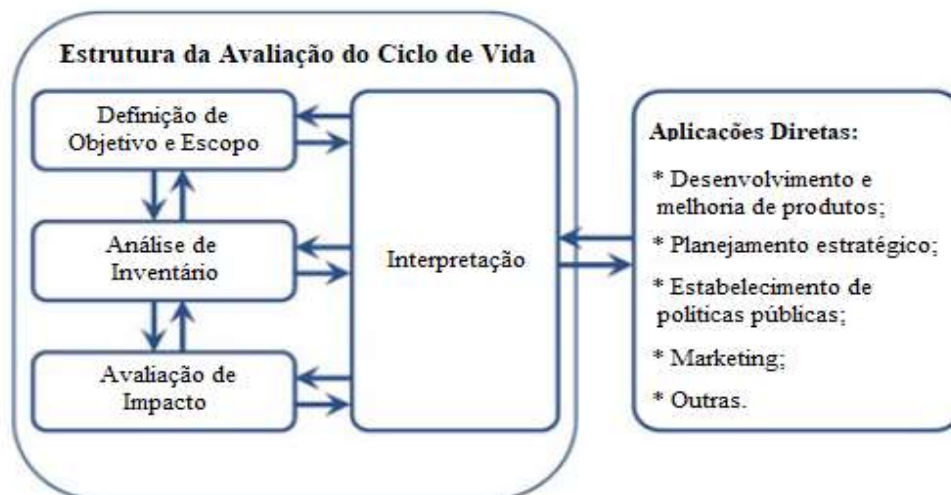 Estrutura da Avaliação do Ciclo de Vida
Definição de
Objetivo e Escopo
Análise de
Inventário
Avaliação de
Impacto
Interpretação
Aplicações Diretas:
* Desenvolvimento e
melhoria de produtos;
* Planejamento estratégico;
* Estabelecimento de
políticas públicas;
* Marketing;
* Outras.